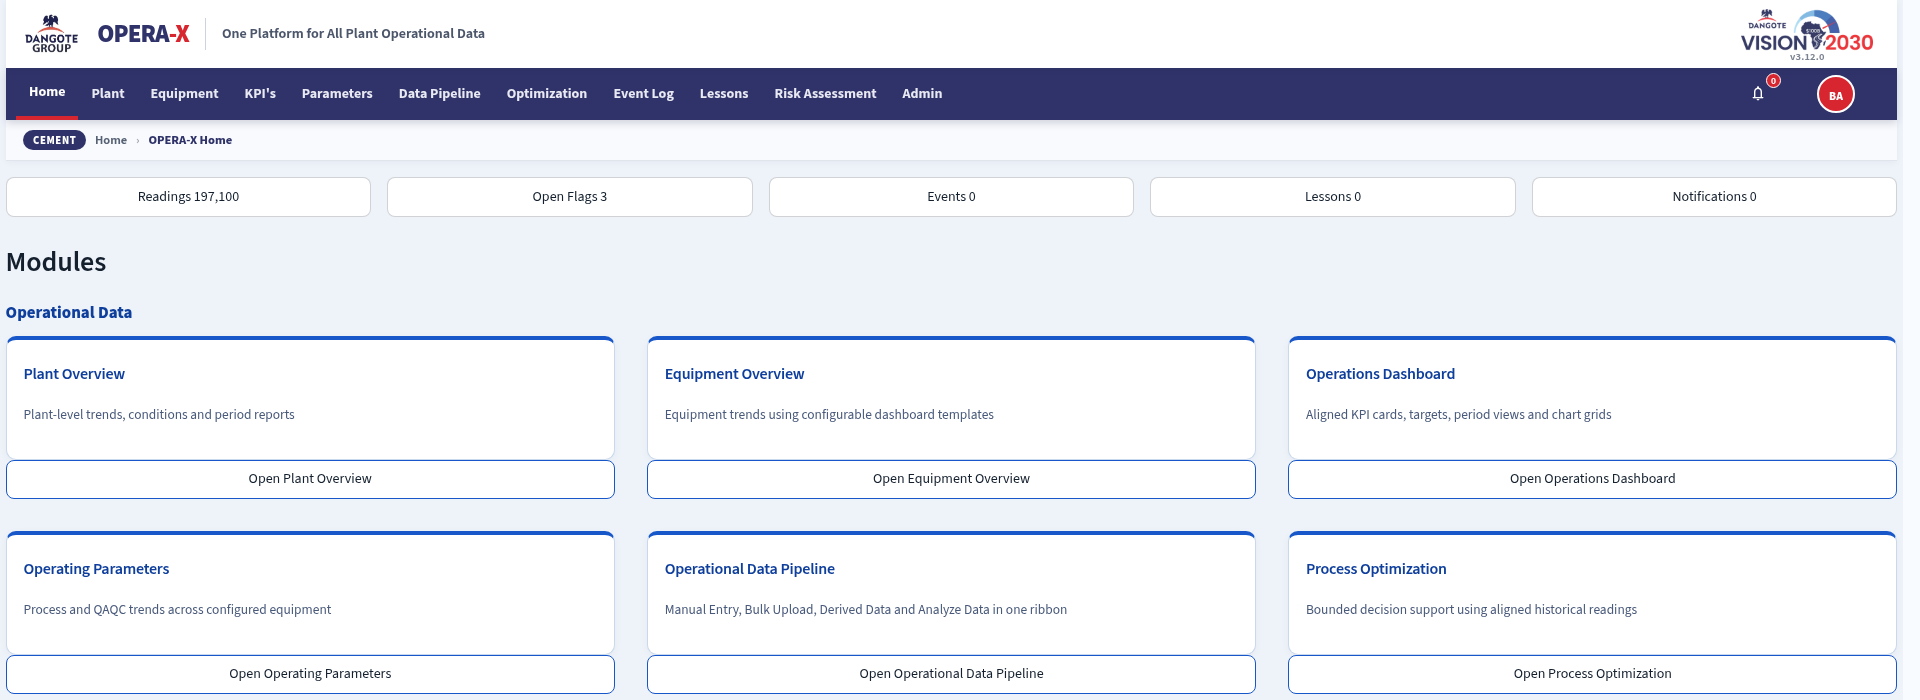 DANGOTE
GROUP
OPERA-X
One Platform for All Plant Operational Data
DANGOTE
$100B
VISION 2030
v3.12.0
Home Plant Equipment KPI's Parameters Data Pipeline Optimization Event Log Lessons Risk Assessment Admin
0
BA
CEMENT Home › OPERA-X Home
Readings 197,100
Open Flags 3
Events 0
Lessons 0
Notifications 0
Modules
Operational Data
Plant Overview
Plant-level trends, conditions and period reports
Open Plant Overview
Equipment Overview
Equipment trends using configurable dashboard templates
Open Equipment Overview
Operations Dashboard
Aligned KPI cards, targets, period views and chart grids
Open Operations Dashboard
Operating Parameters
Process and QAQC trends across configured equipment
Open Operating Parameters
Operational Data Pipeline
Manual Entry, Bulk Upload, Derived Data and Analyze Data in one ribbon
Open Operational Data Pipeline
Process Optimization
Bounded decision support using aligned historical readings
Open Process Optimization